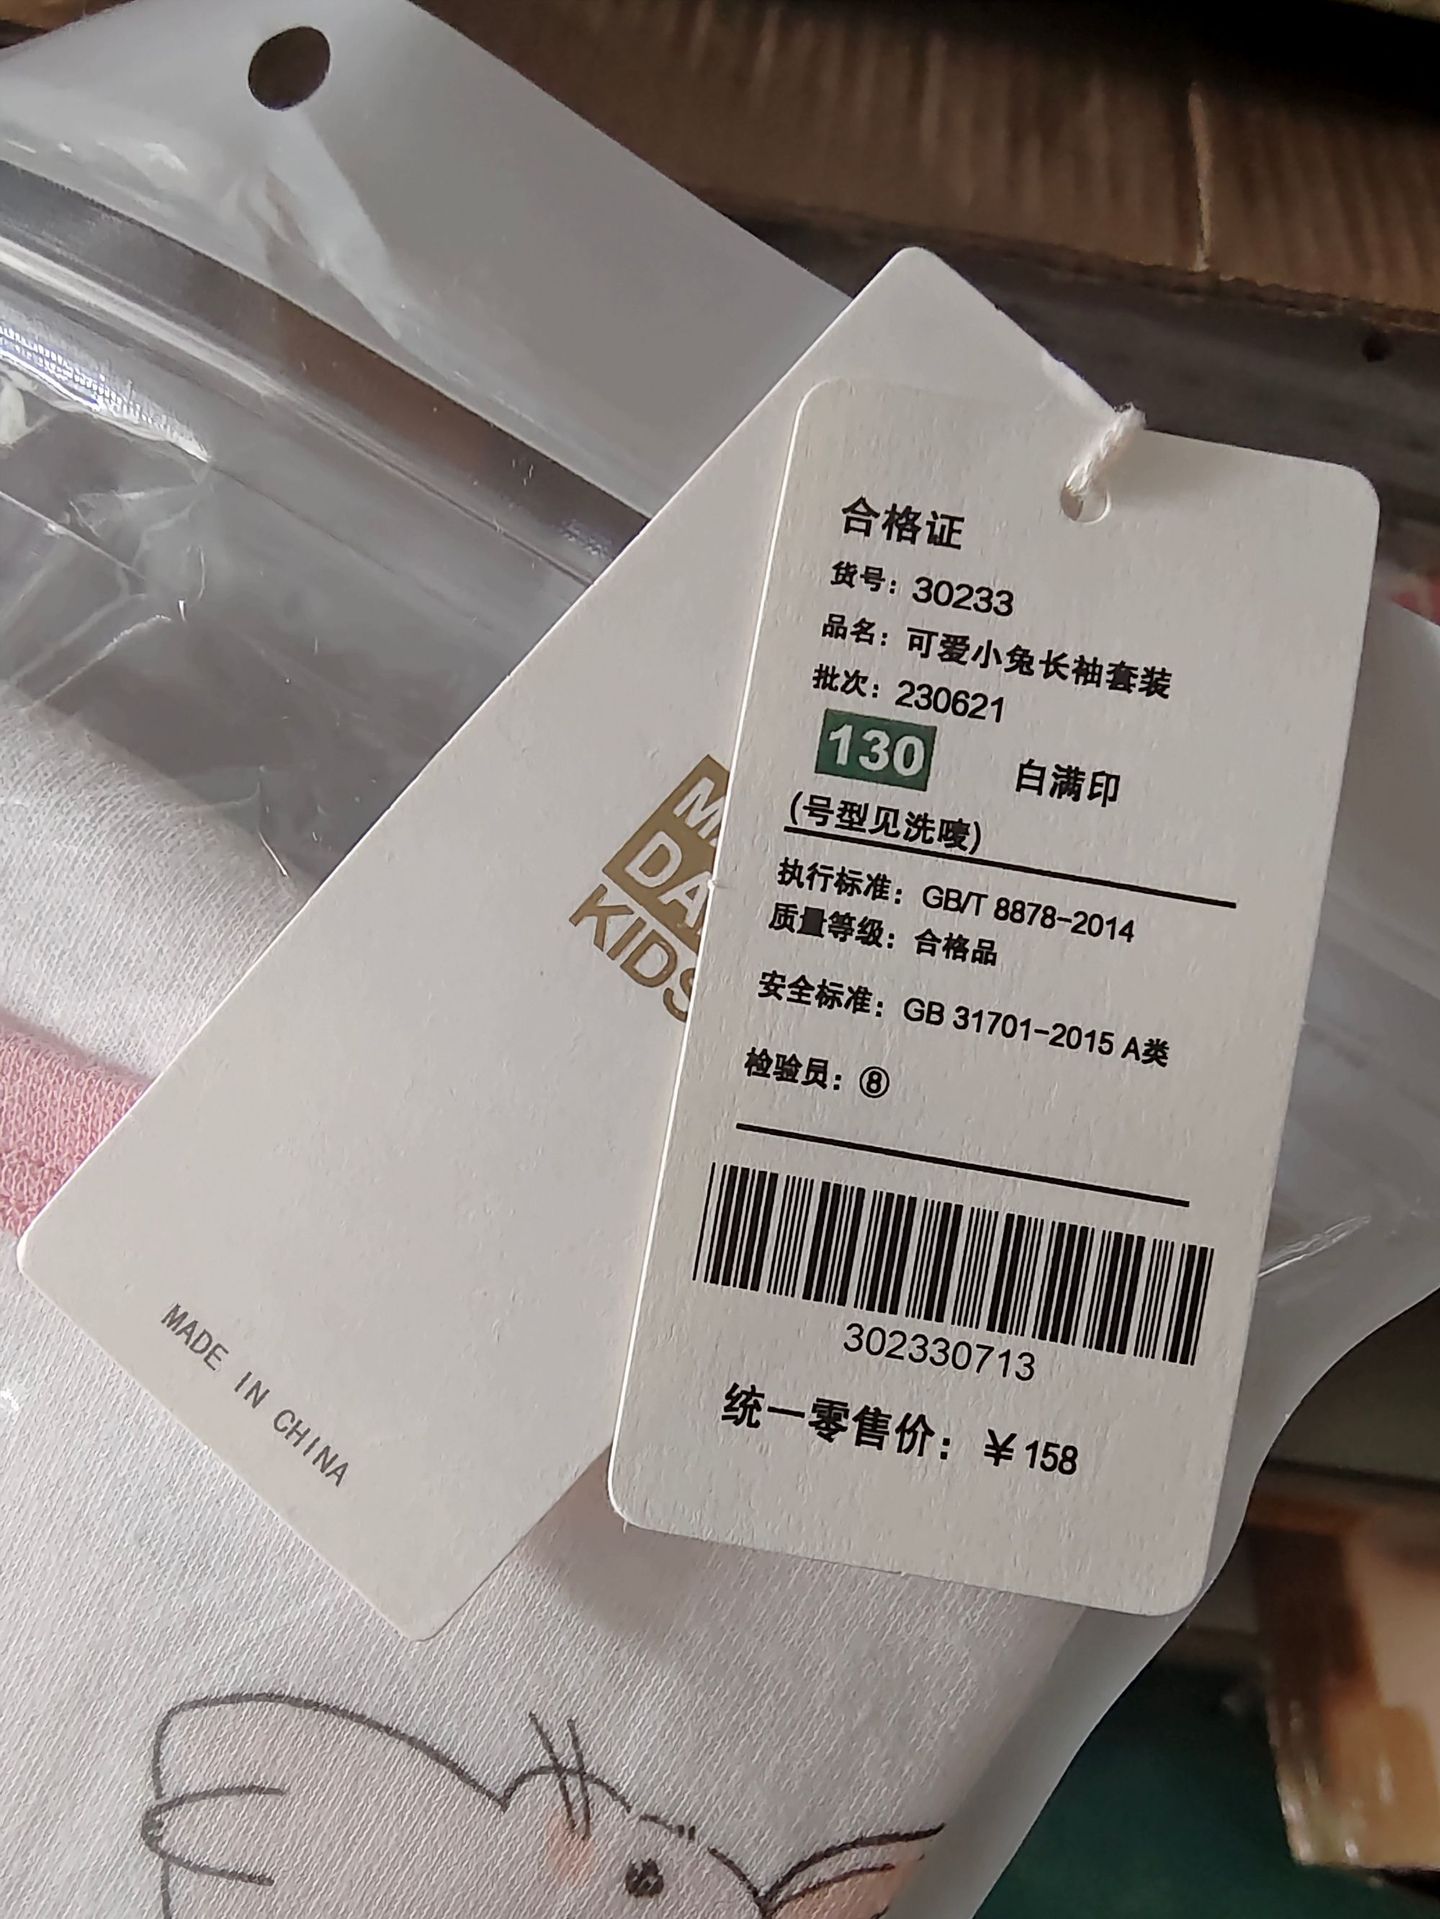 合格证
货号：30233
品名：可爱小兔长袖套装
批次：230621
130 白满印
(号型见洗唛)
执行标准：GB/T 8878-2014
质量等级：合格品
安全标准：GB 31701-2015 A类
检验员：⑧
302330713
统一零售价：￥158
KIDS
MADE IN CHINA